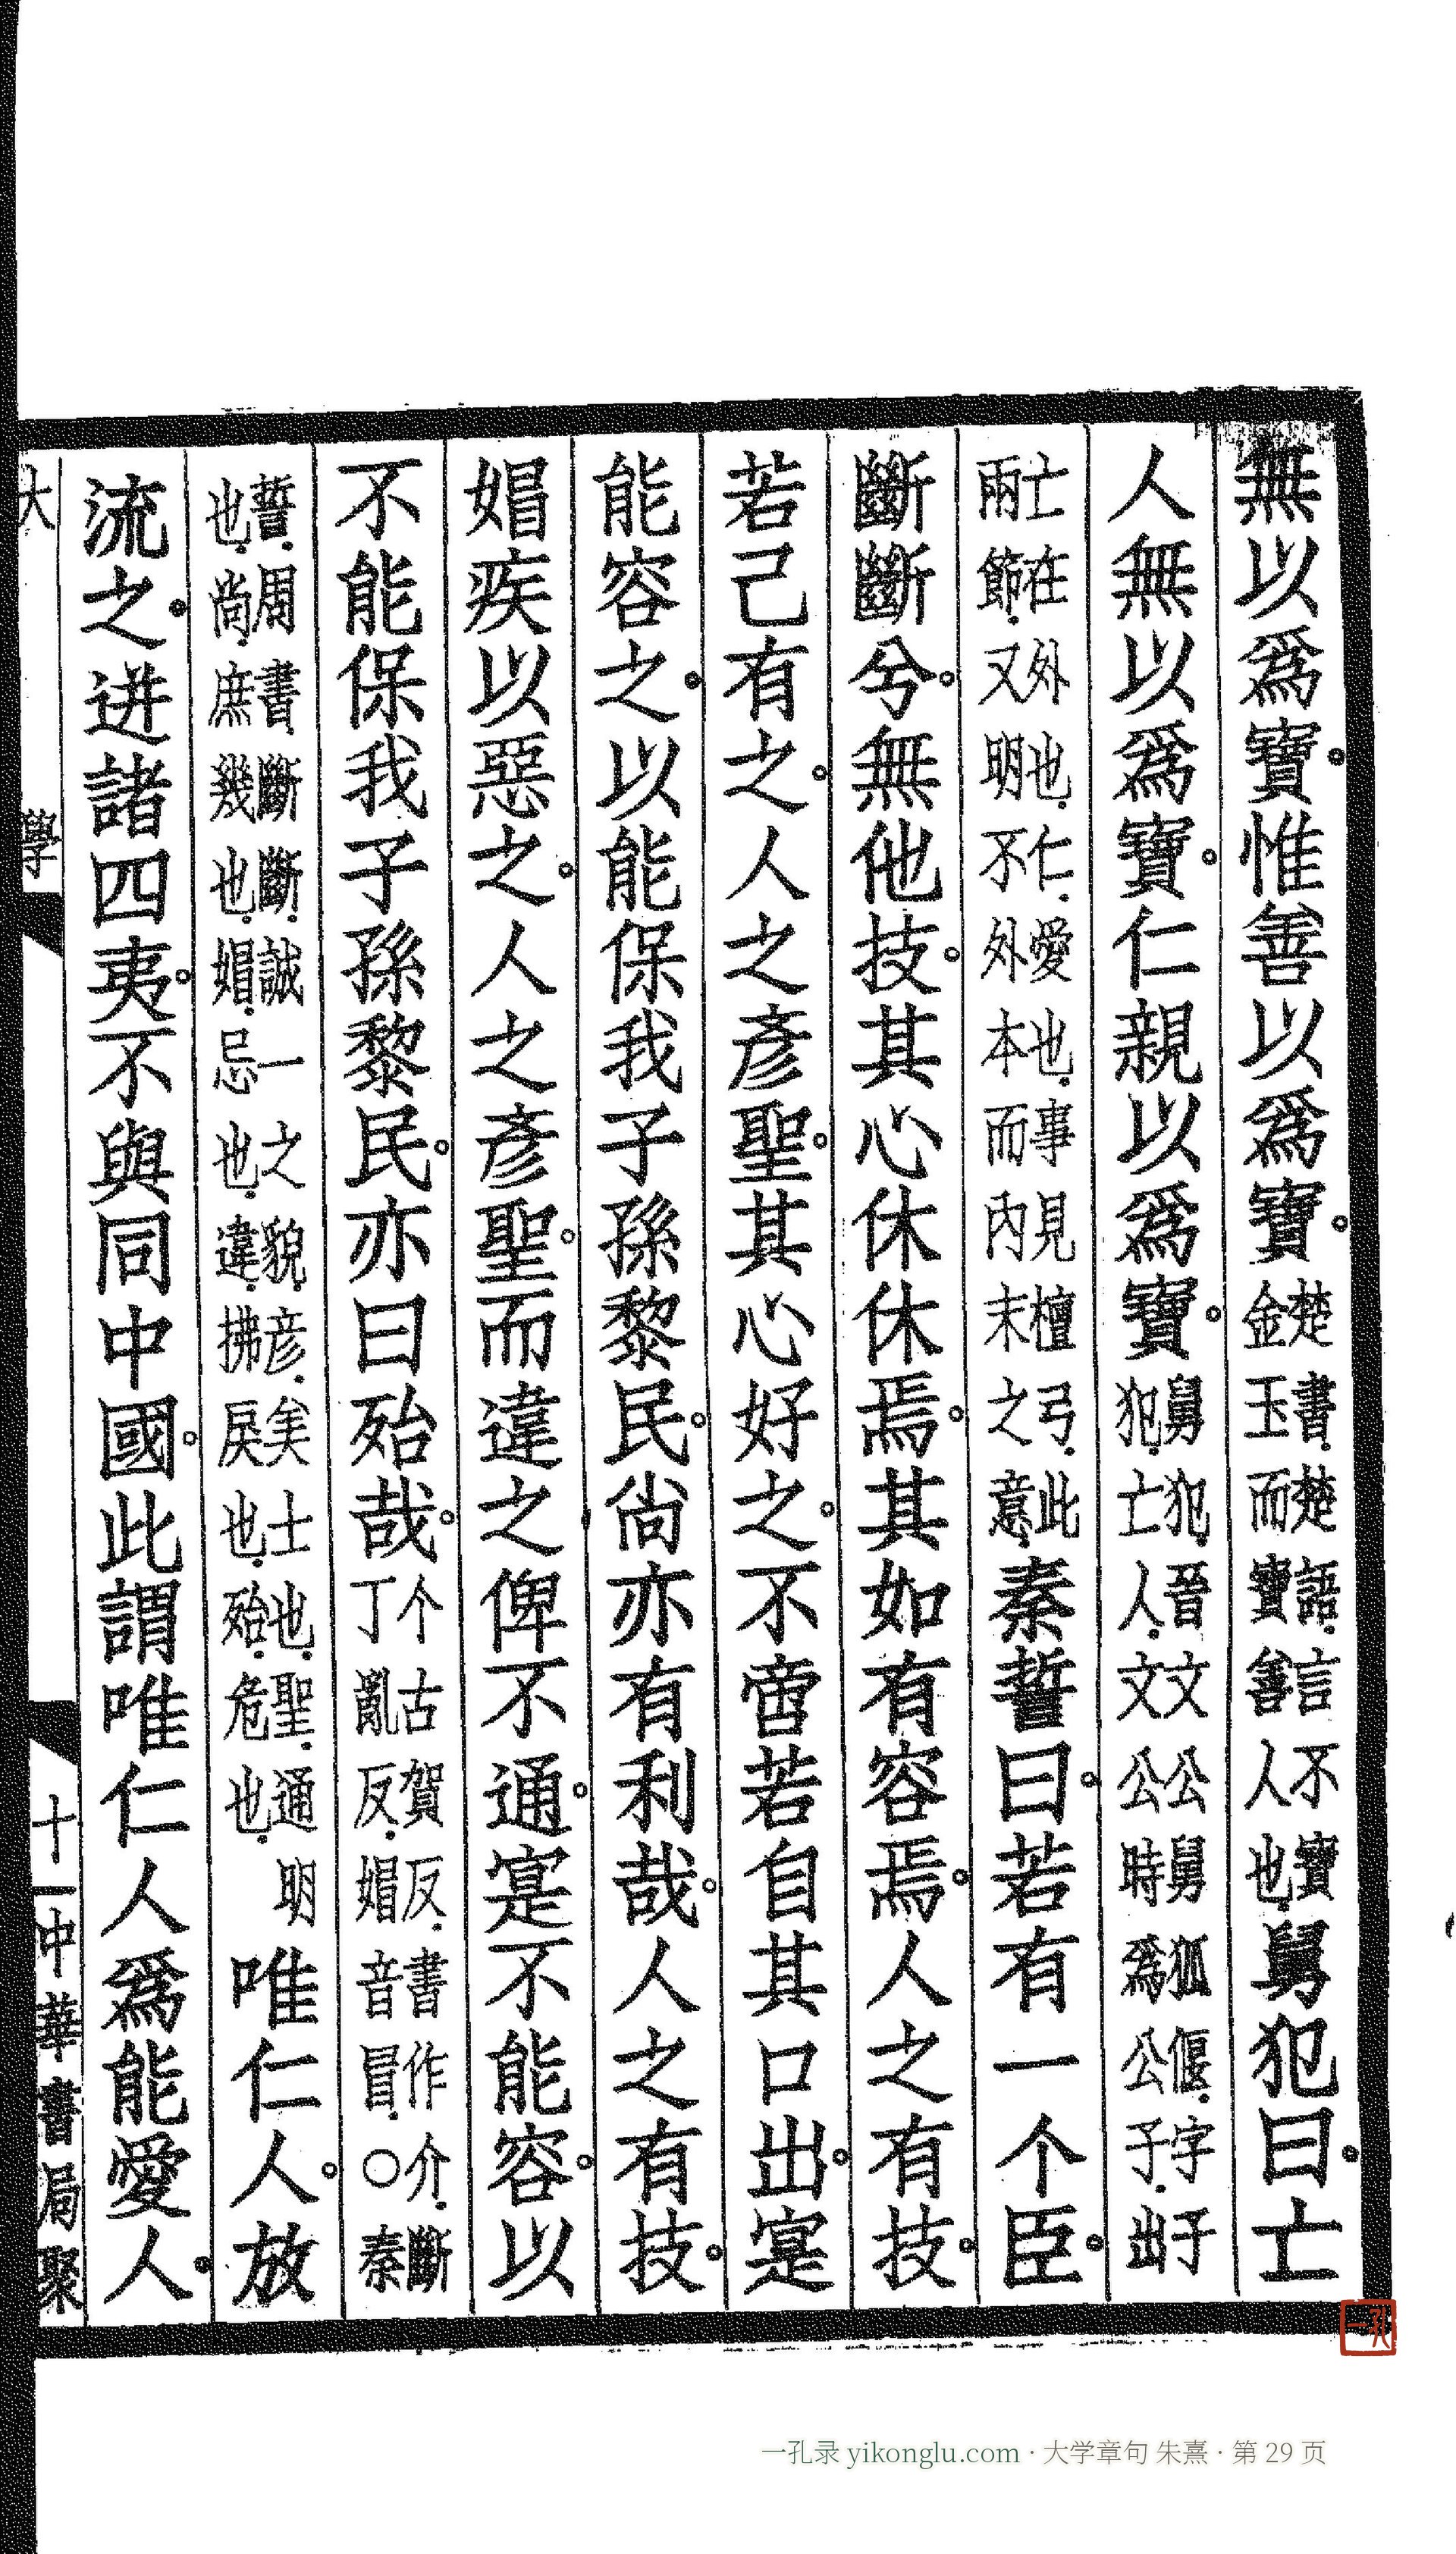 無以爲寶惟善以爲寶楚書楚語言不寶金玉而寶善人也舅犯曰亡
人無以爲寶仁親以爲寶舅犯晉文公舅狐偃字子犯亡人文公時爲公子出
亡在外也仁愛也事見檀弓此兩節又明不外本而內末之意秦誓曰若有一个臣
斷斷兮無他技其心休休焉其如有容焉人之有技
若己有之人之彥聖其心好之不啻若自其口出寔
能容之以能保我子孫黎民尙亦有利哉人之有技
媢疾以惡之人之彥聖而違之俾不通寔不能容以
不能保我子孫黎民亦曰殆哉个古賀反書作介斷丁亂反媢音冒○秦
誓周書斷斷誠一之貌彥美士也聖通明也尙庶幾也媢忌也違拂戾也殆危也唯仁人放
流之迸諸四夷不與同中國此謂唯仁人爲能愛人
大學 十一中華書局聚
一孔
一孔录 yikonglu.com · 大学章句 朱熹 · 第 29 页